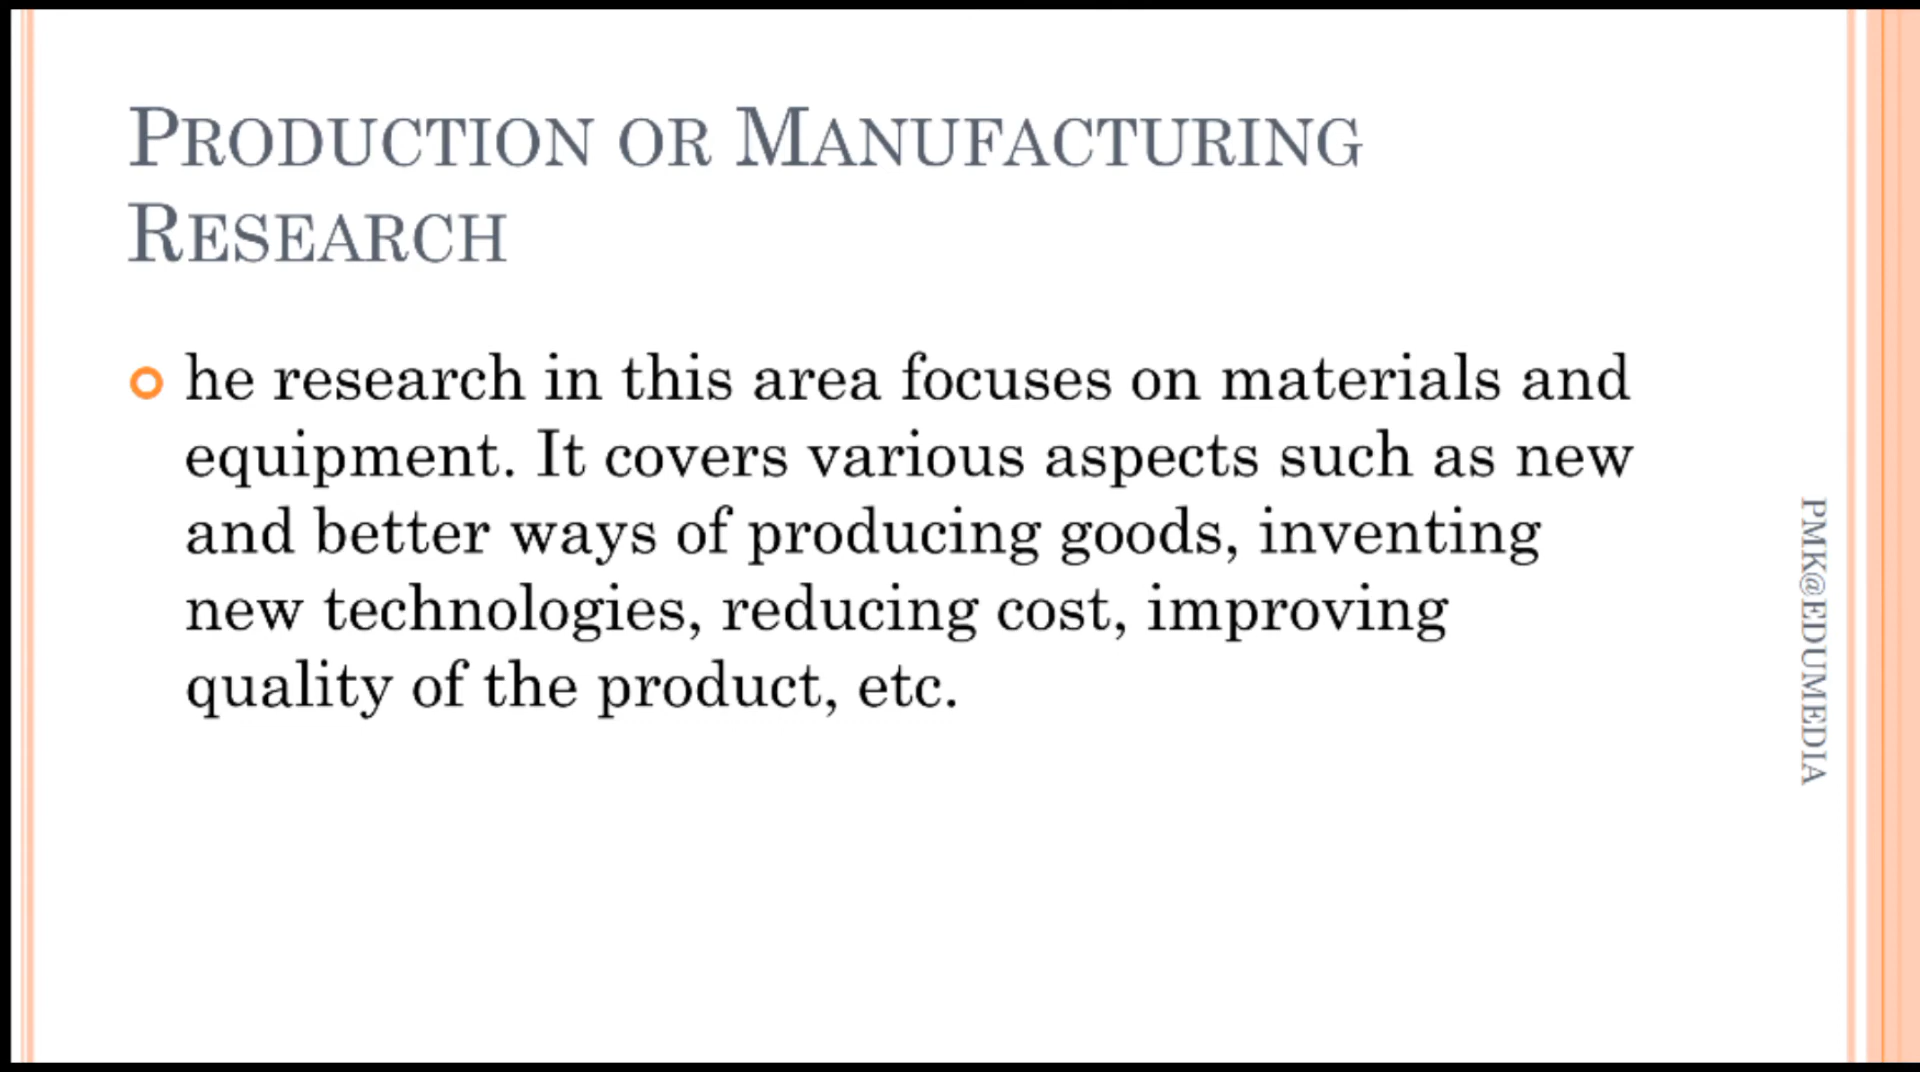 PRODUCTION OR MANUFACTURING
RESEARCH
he research in this area focuses on materials and
equipment. It covers various aspects such as new
and better ways of producing goods, inventing
new technologies, reducing cost, improving
quality of the product, etc.
PMK@EDUMEDIA